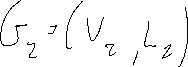 G_2 = (V_2, L_2)